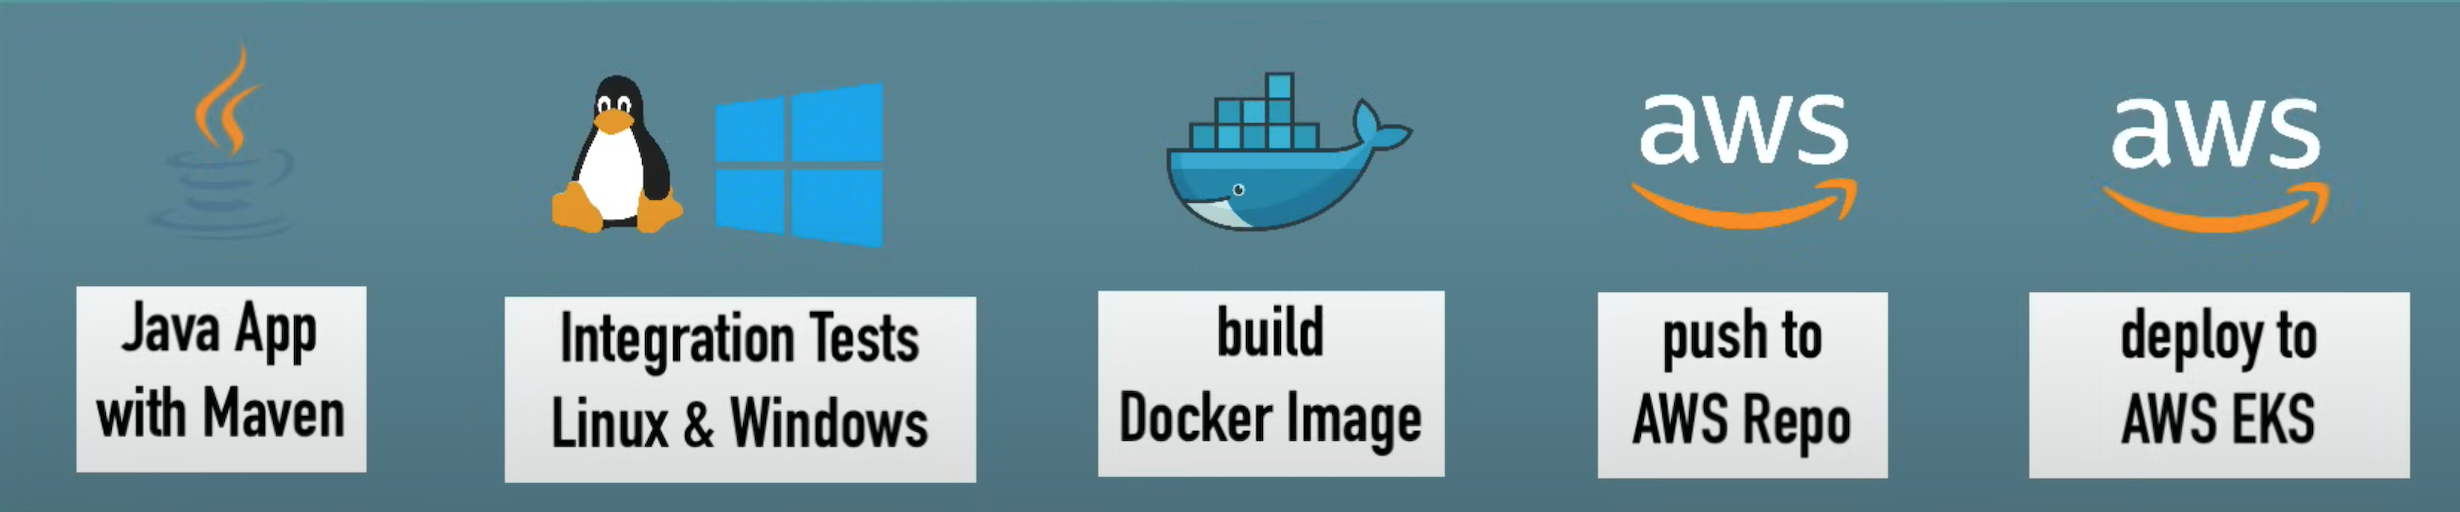 aws
aws
Java App
with Maven
Integration Tests
Linux & Windows
build
Docker Image
push to
AWS Repo
deploy to
AWS EKS